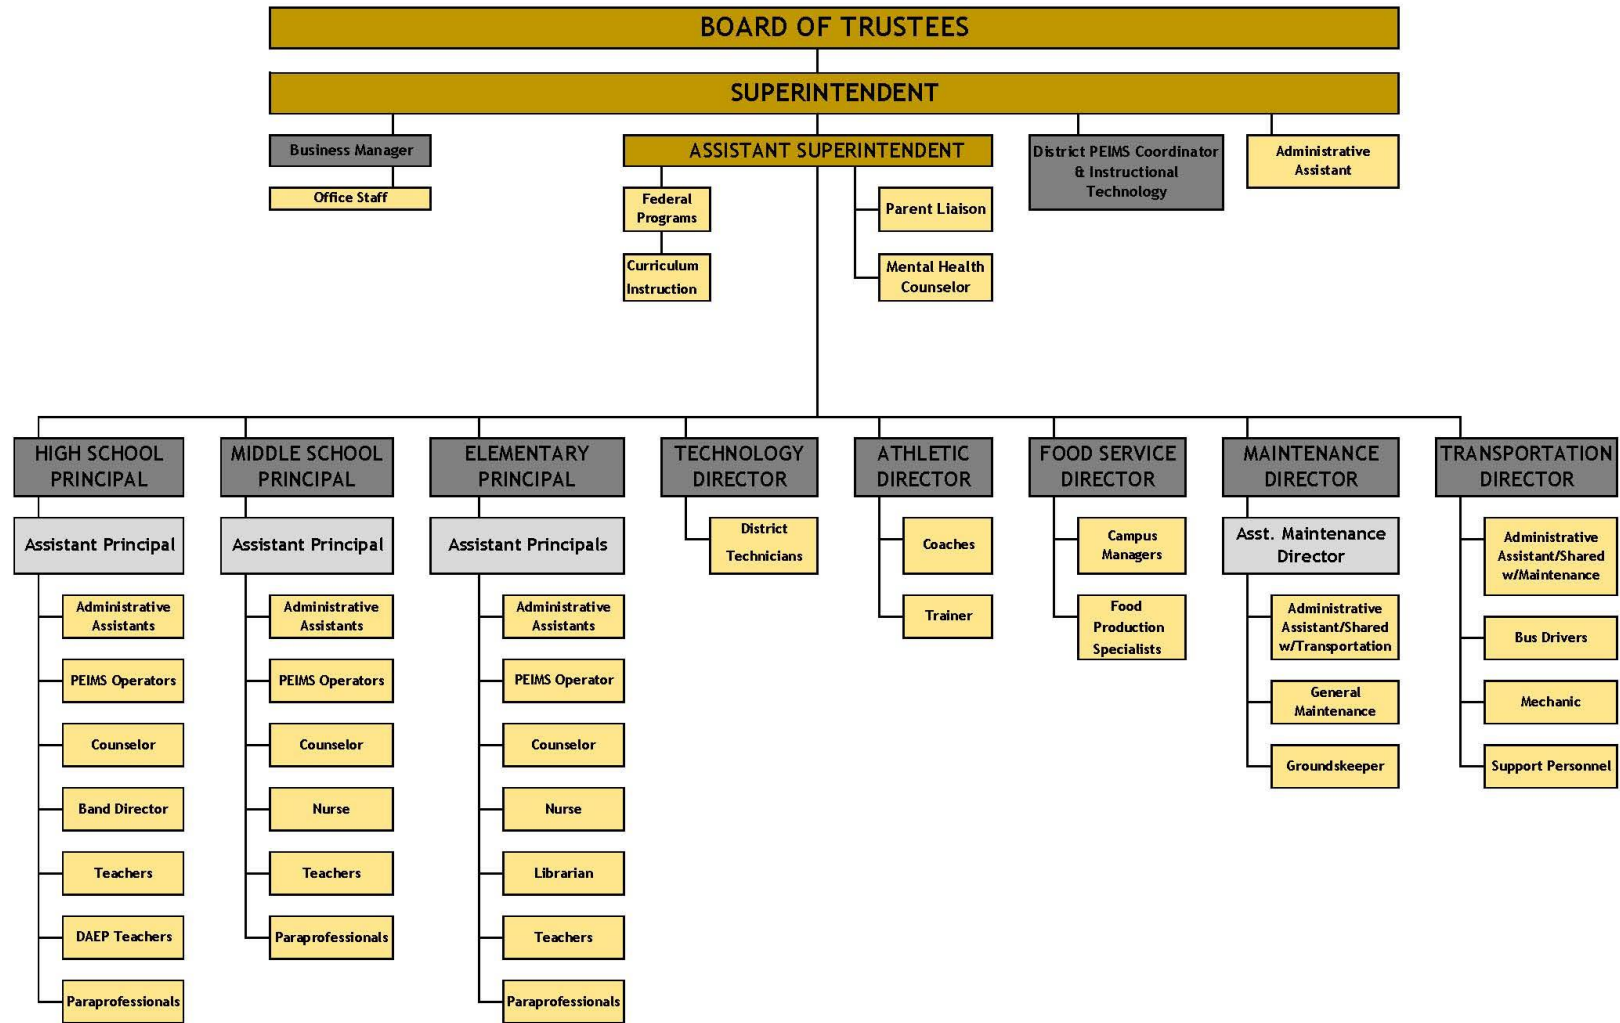 BOARD OF TRUSTEES
SUPERINTENDENT
Business Manager
Office Staff
ASSISTANT SUPERINTENDENT
Federal
Programs
Curriculum
Instruction
Parent Liaison
Mental Health
Counselor
District PEIMS Coordinator
& Instructional
Technology
Administrative
Assistant
HIGH SCHOOL
PRINCIPAL
Assistant Principal
Administrative
Assistants
PEIMS Operators
Counselor
Band Director
Teachers
DAEP Teachers
Paraprofessionals
MIDDLE SCHOOL
PRINCIPAL
Assistant Principal
Administrative
Assistants
PEIMS Operators
Counselor
Nurse
Teachers
Paraprofessionals
ELEMENTARY
PRINCIPAL
Assistant Principals
Administrative
Assistants
PEIMS Operator
Counselor
Nurse
Librarian
Teachers
Paraprofessionals
TECHNOLOGY
DIRECTOR
District
Technicians
ATHLETIC
DIRECTOR
Coaches
Trainer
FOOD SERVICE
DIRECTOR
Campus
Managers
Food
Production
Specialists
MAINTENANCE
DIRECTOR
Asst. Maintenance
Director
Administrative
Assistant/Shared
w/Transportation
General
Maintenance
Groundskeeper
TRANSPORTATION
DIRECTOR
Administrative
Assistant/Shared
w/Maintenance
Bus Drivers
Mechanic
Support Personnel